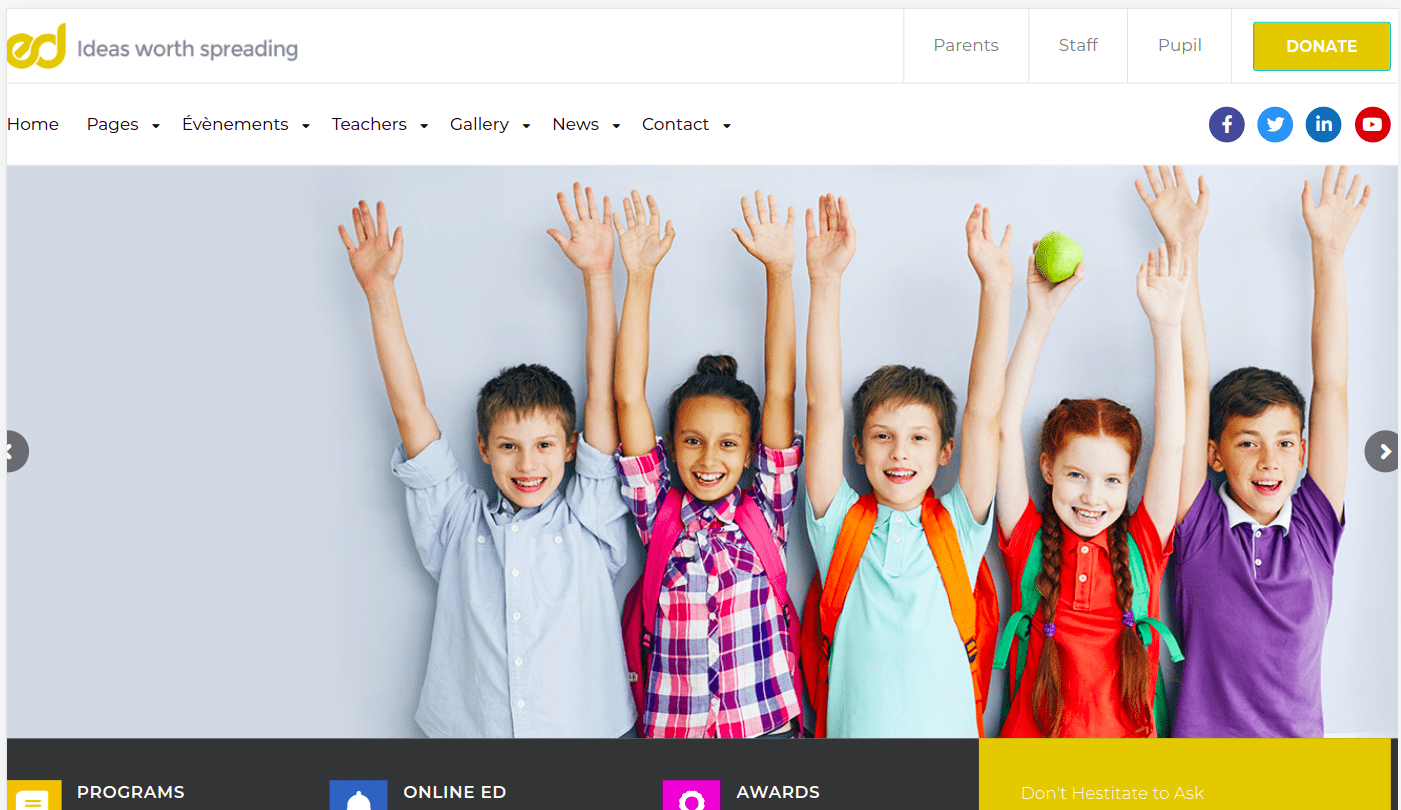 ed Ideas worth spreading
Parents Staff Pupil DONATE
Home Pages Évènements Teachers Gallery News Contact
PROGRAMS ONLINE ED AWARDS
Don't Hestitate to Ask